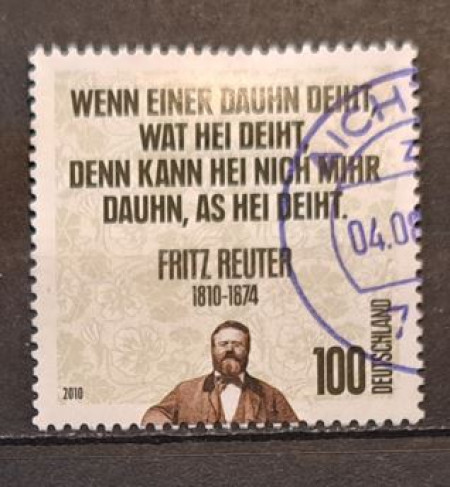 WENN EINER DAUHN DEIHT,
WAT HEI DEIHT,
DENN KANN HEI NICH MIHR
DAUHN, AS HEI DEIHT.
FRITZ REUTER
1810-1874
100
DEUTSCHLAND
2010
04.08